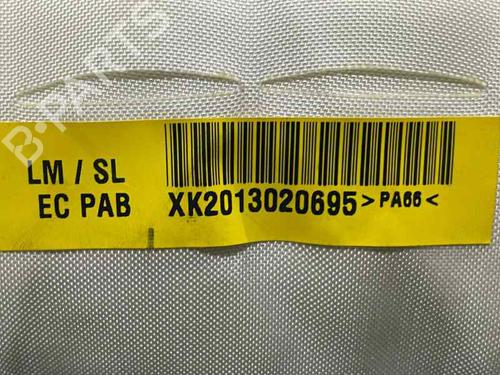 B-PARTS
LM / SL
EC PAB
XK2013020695 >PA66<